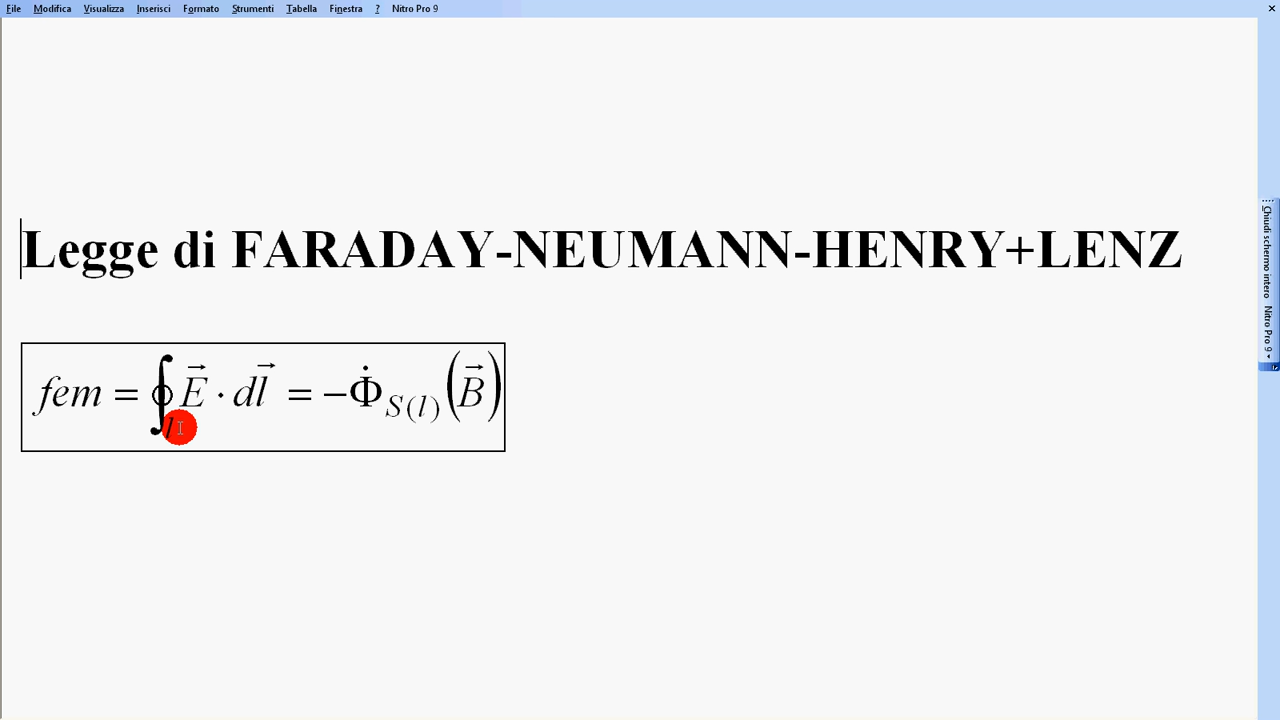 File Modifica Visualizza Inserisci Formato Strumenti Tabella Finestra ? Nitro Pro 9
Legge di FARADAY-NEUMANN-HENRY+LENZ
fem = ∮_l E⃗ · dl⃗ = −Φ̇_S(l) (B⃗)
Chiudi schermo intero Nitro Pro 9